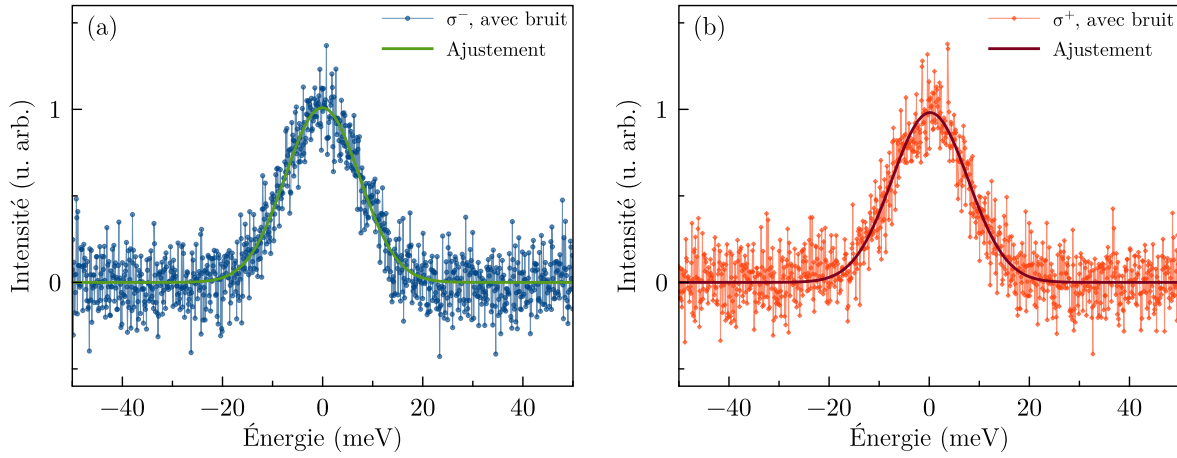 (a)
σ⁻, avec bruit
Ajustement
1
0
Intensité (u. arb.)
−40 −20 0 20 40
Énergie (meV)
(b)
σ⁺, avec bruit
Ajustement
1
0
Intensité (u. arb.)
−40 −20 0 20 40
Énergie (meV)